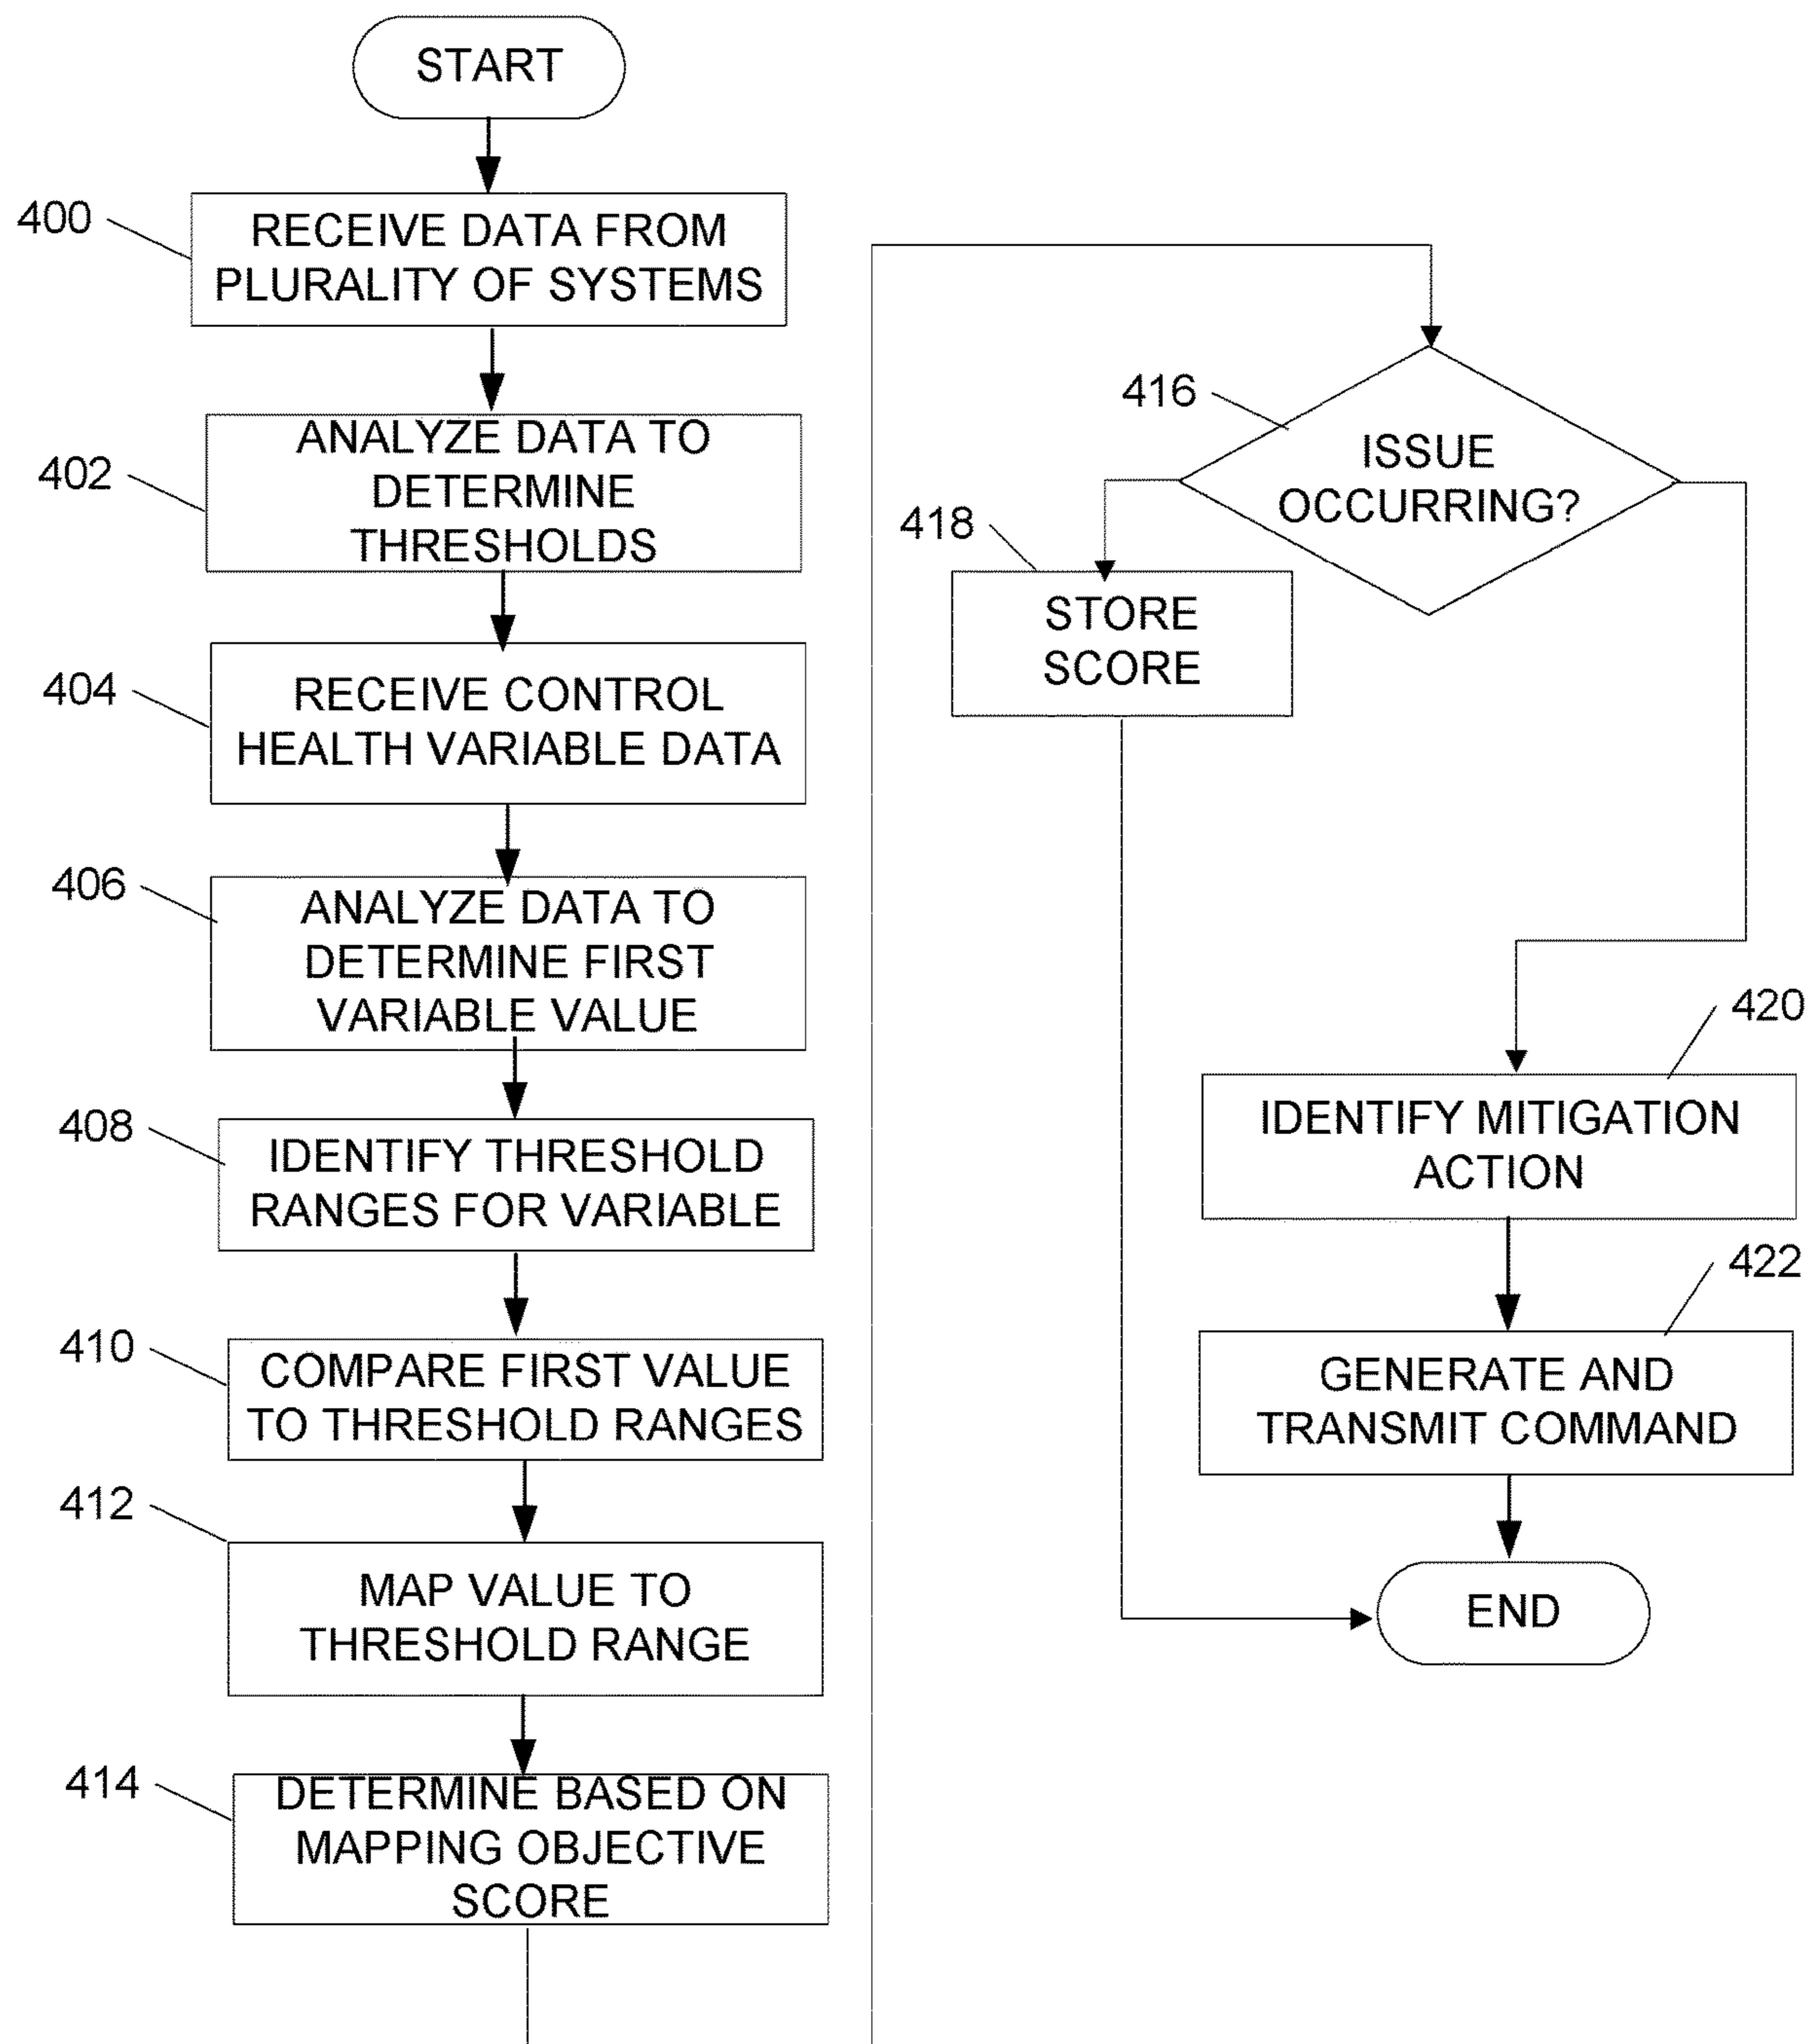 START
400
RECEIVE DATA FROM
PLURALITY OF SYSTEMS
402
ANALYZE DATA TO
DETERMINE
THRESHOLDS
404
RECEIVE CONTROL
HEALTH VARIABLE DATA
406
ANALYZE DATA TO
DETERMINE FIRST
VARIABLE VALUE
408
IDENTIFY THRESHOLD
RANGES FOR VARIABLE
410
COMPARE FIRST VALUE
TO THRESHOLD RANGES
412
MAP VALUE TO
THRESHOLD RANGE
414
DETERMINE BASED ON
MAPPING OBJECTIVE
SCORE
416
ISSUE
OCCURRING?
418
STORE
SCORE
420
IDENTIFY MITIGATION
ACTION
422
GENERATE AND
TRANSMIT COMMAND
END